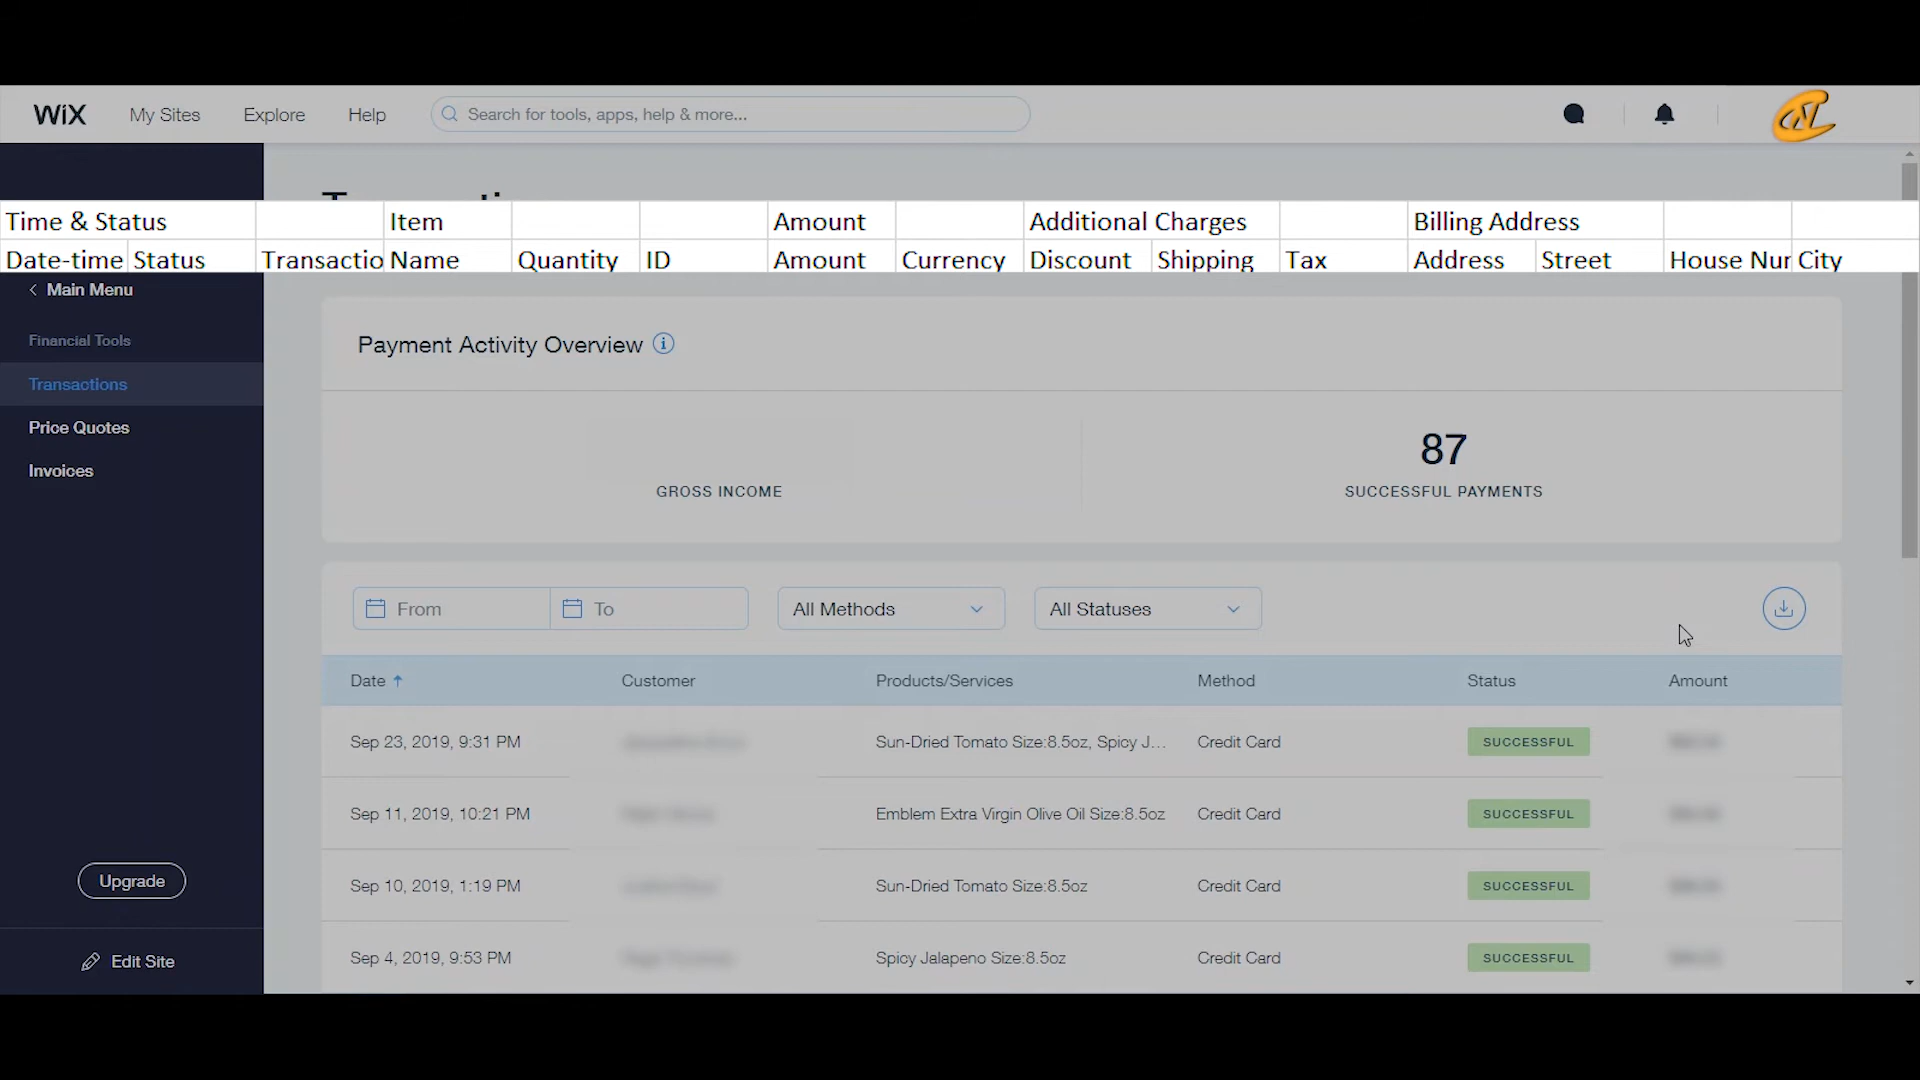 WiX My Sites Explore Help Search for tools, apps, help & more...
Time & Status Item Amount Additional Charges Billing Address
Date-time Status Transactio Name Quantity ID Amount Currency Discount Shipping Tax Address Street House Nur City
Main Menu
Financial Tools
Transactions
Price Quotes
Invoices
Upgrade
Edit Site
Payment Activity Overview
GROSS INCOME
87
SUCCESSFUL PAYMENTS
From To All Methods All Statuses
Date Customer Products/Services Method Status Amount
Sep 23, 2019, 9:31 PM Sun-Dried Tomato Size:8.5oz, Spicy J... Credit Card SUCCESSFUL
Sep 11, 2019, 10:21 PM Emblem Extra Virgin Olive Oil Size:8.5oz Credit Card SUCCESSFUL
Sep 10, 2019, 1:19 PM Sun-Dried Tomato Size:8.5oz Credit Card SUCCESSFUL
Sep 4, 2019, 9:53 PM Spicy Jalapeno Size:8.5oz Credit Card SUCCESSFUL